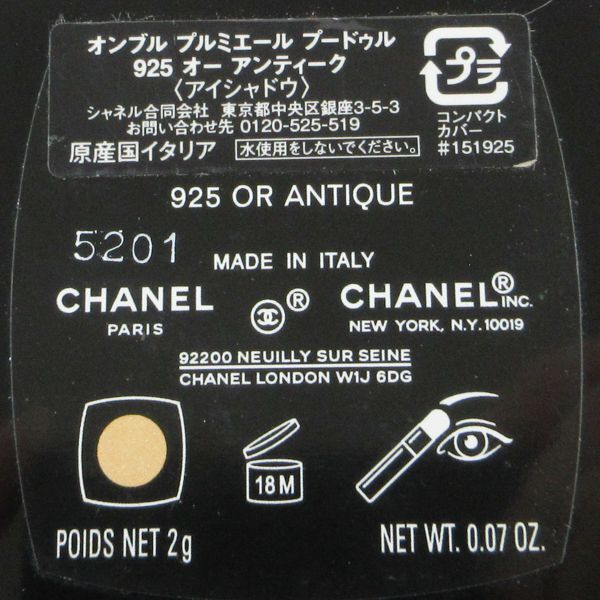 オンブル プルミエール プードゥル
925 オー アンティーク
〈アイシャドウ〉
シャネル合同会社 東京都中央区銀座3-5-3
お問い合わせ先 0120-525-519
原産国イタリア 水使用をしないでください。
プラ
コンパクト
カバー
#151925
925 OR ANTIQUE
5201
MADE IN ITALY
CHANEL
PARIS
®
CHANEL® INC.
NEW YORK, N.Y. 10019
92200 NEUILLY SUR SEINE
CHANEL LONDON W1J 6DG
18M
POIDS NET 2g
NET WT. 0.07 OZ.